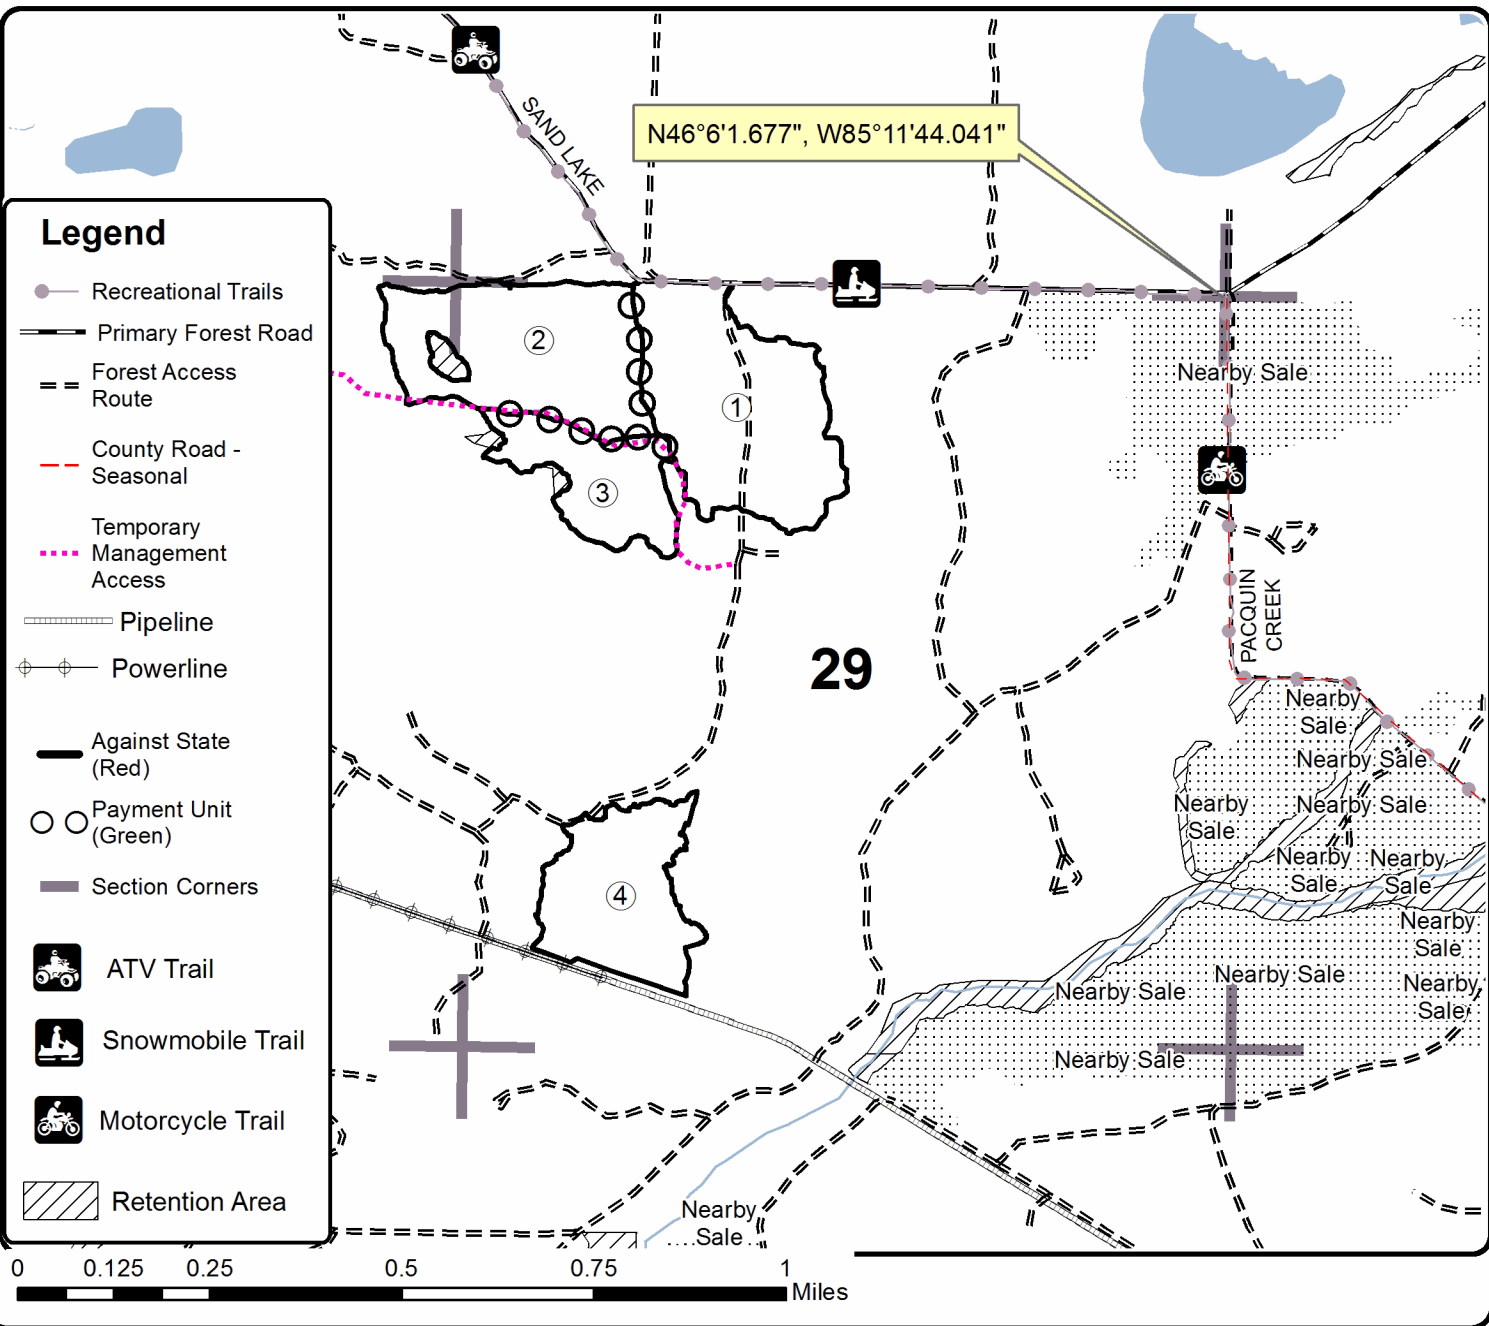 SAND LAKE
N46°6'1.677", W85°11'44.041"
Legend
Recreational Trails
Primary Forest Road
Forest Access
Route
County Road -
Seasonal
Temporary
Management
Access
Pipeline
Powerline
Against State
(Red)
Payment Unit
(Green)
Section Corners
ATV Trail
Snowmobile Trail
Motorcycle Trail
Retention Area
2
1
3
4
29
Nearby Sale
PACQUIN
CREEK
Nearby
Sale
Nearby Sale
Nearby
Sale
Nearby Sale
Nearby
Sale
Nearby
Sale
Nearby
Sale
Nearby Sale
Nearby
Sale
Nearby Sale
Nearby Sale
Nearby
Sale
0 0.125 0.25 0.5 0.75 1
Miles